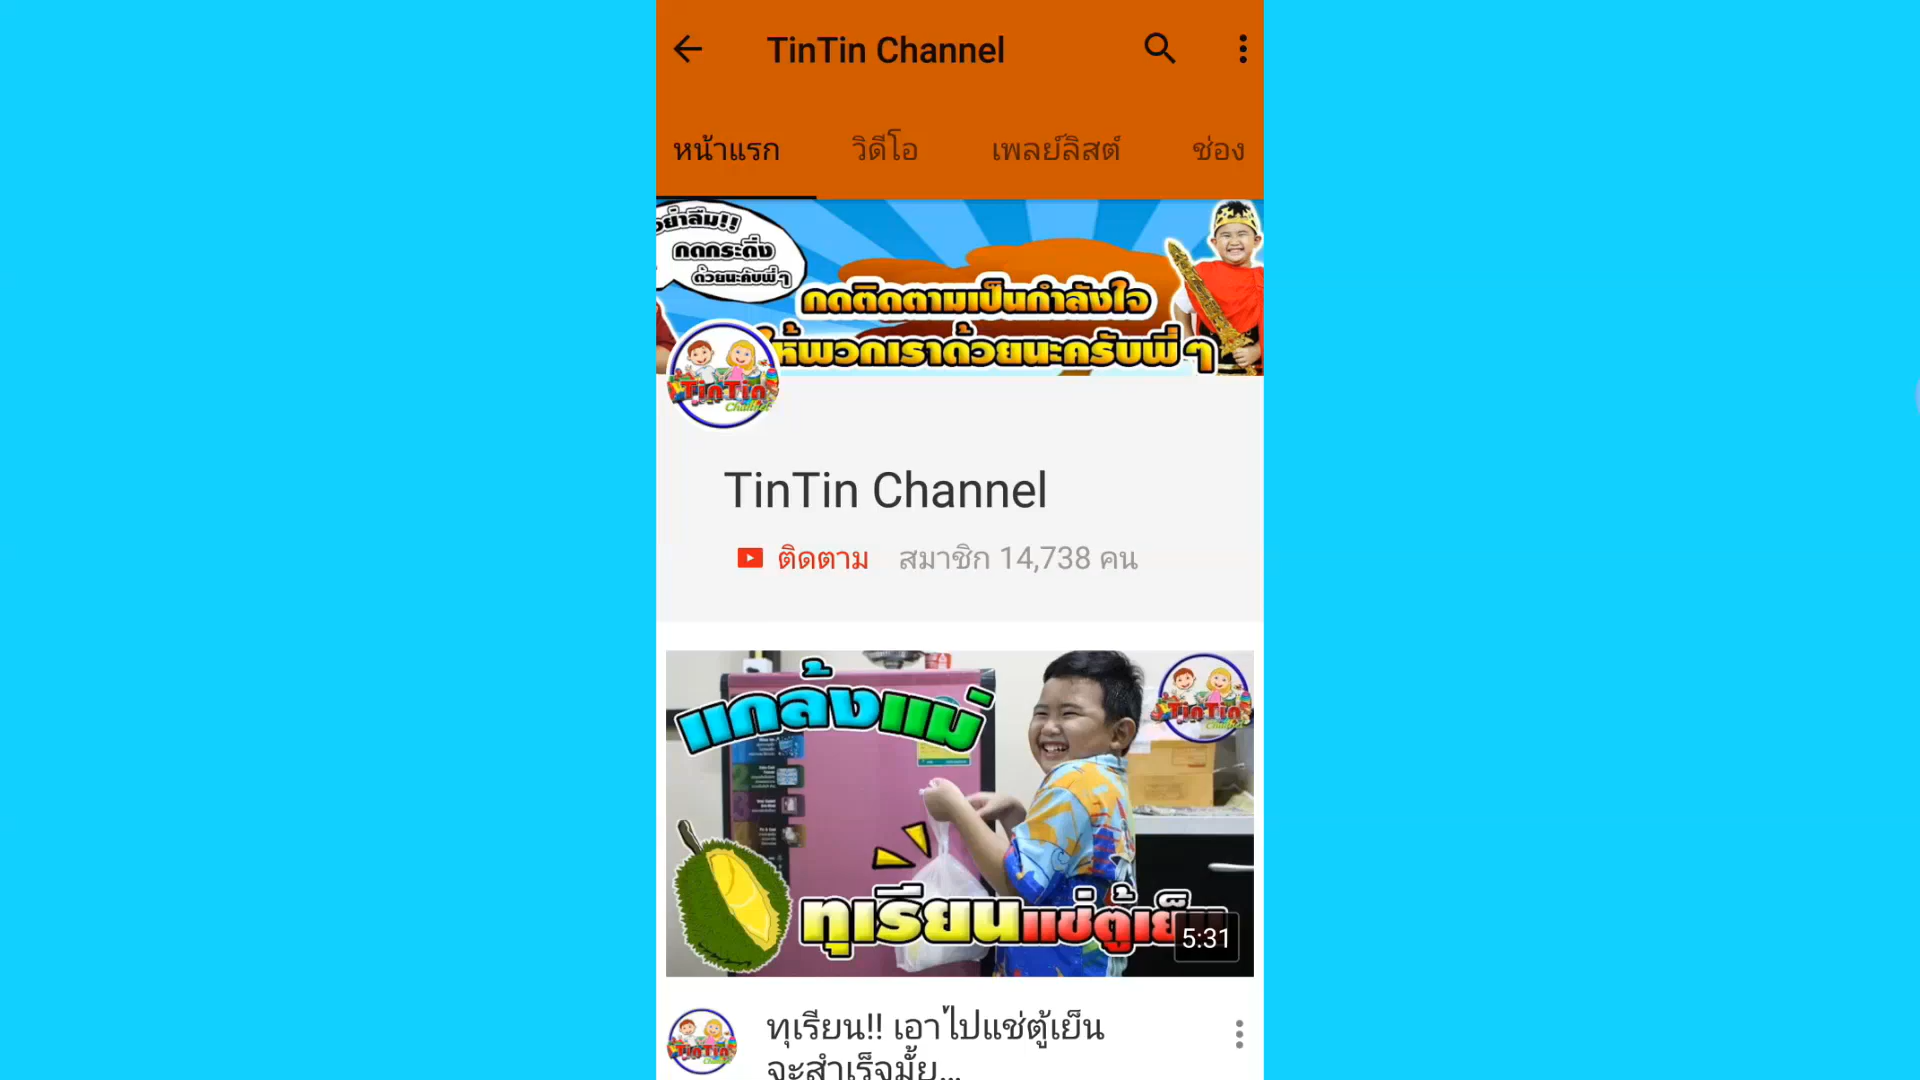 TinTin Channel
หน้าแรก วิดีโอ เพลย์ลิสต์ ช่อง
อย่าลืม!!
กดกระดิ่ง
ด้วยนะคับพี่ๆ
กดติดตามเป็นกำลังใจ
ให้พวกเราด้วยนะครับพี่ ๆ
TinTin
Channel
TinTin Channel
ติดตาม สมาชิก 14,738 คน
แกล้งแม่
TinTin
Channel
ทุเรียนแช่ตู้เย็น
5:31
ทุเรียน!! เอาไปแช่ตู้เย็น
จะสำเร็จมั้ย...
TinTin
Channel